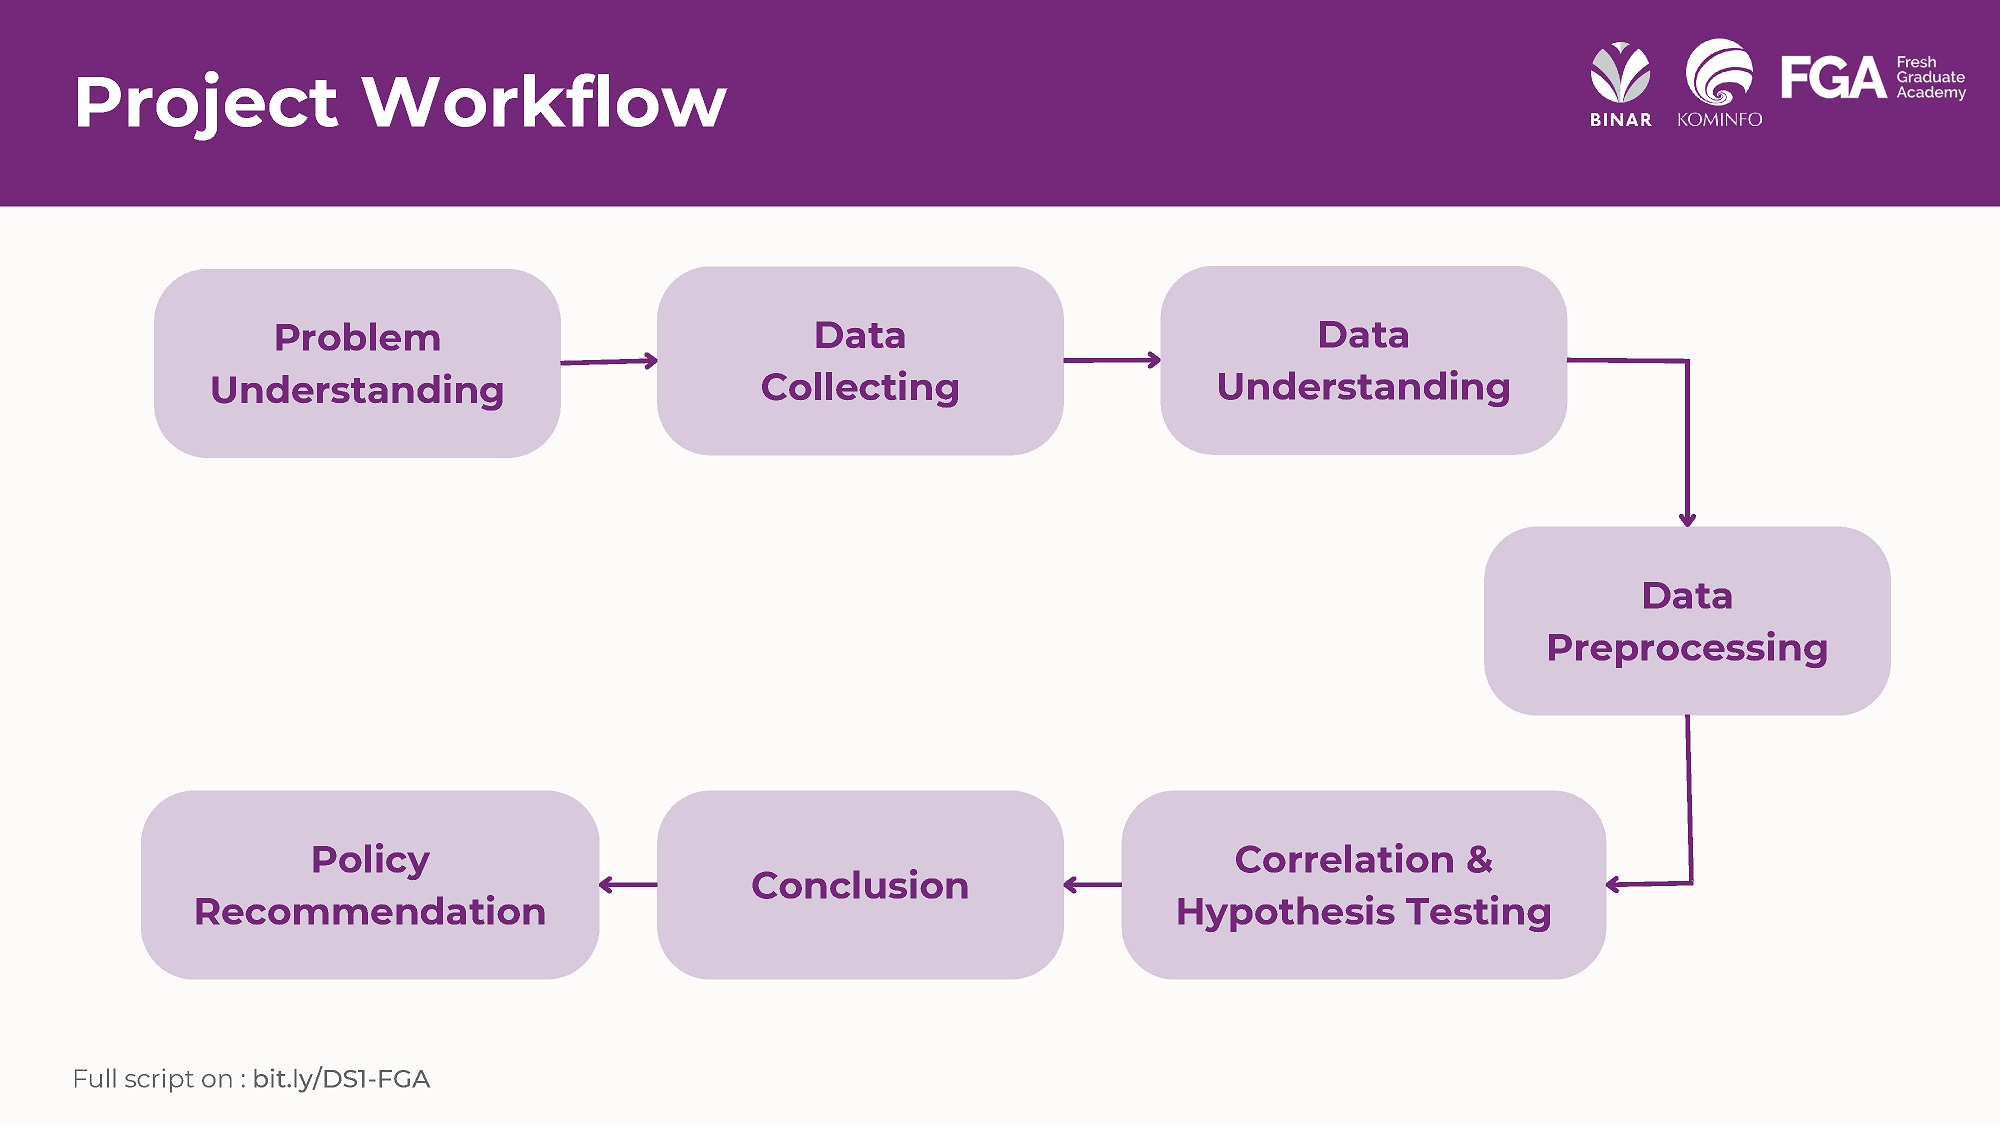 Project Workflow
BINAR
KOMINFO
FGA
Fresh
Graduate
Academy
Problem
Understanding
Data
Collecting
Data
Understanding
Data
Preprocessing
Correlation &
Hypothesis Testing
Conclusion
Policy
Recommendation
Full script on : bit.ly/DS1-FGA